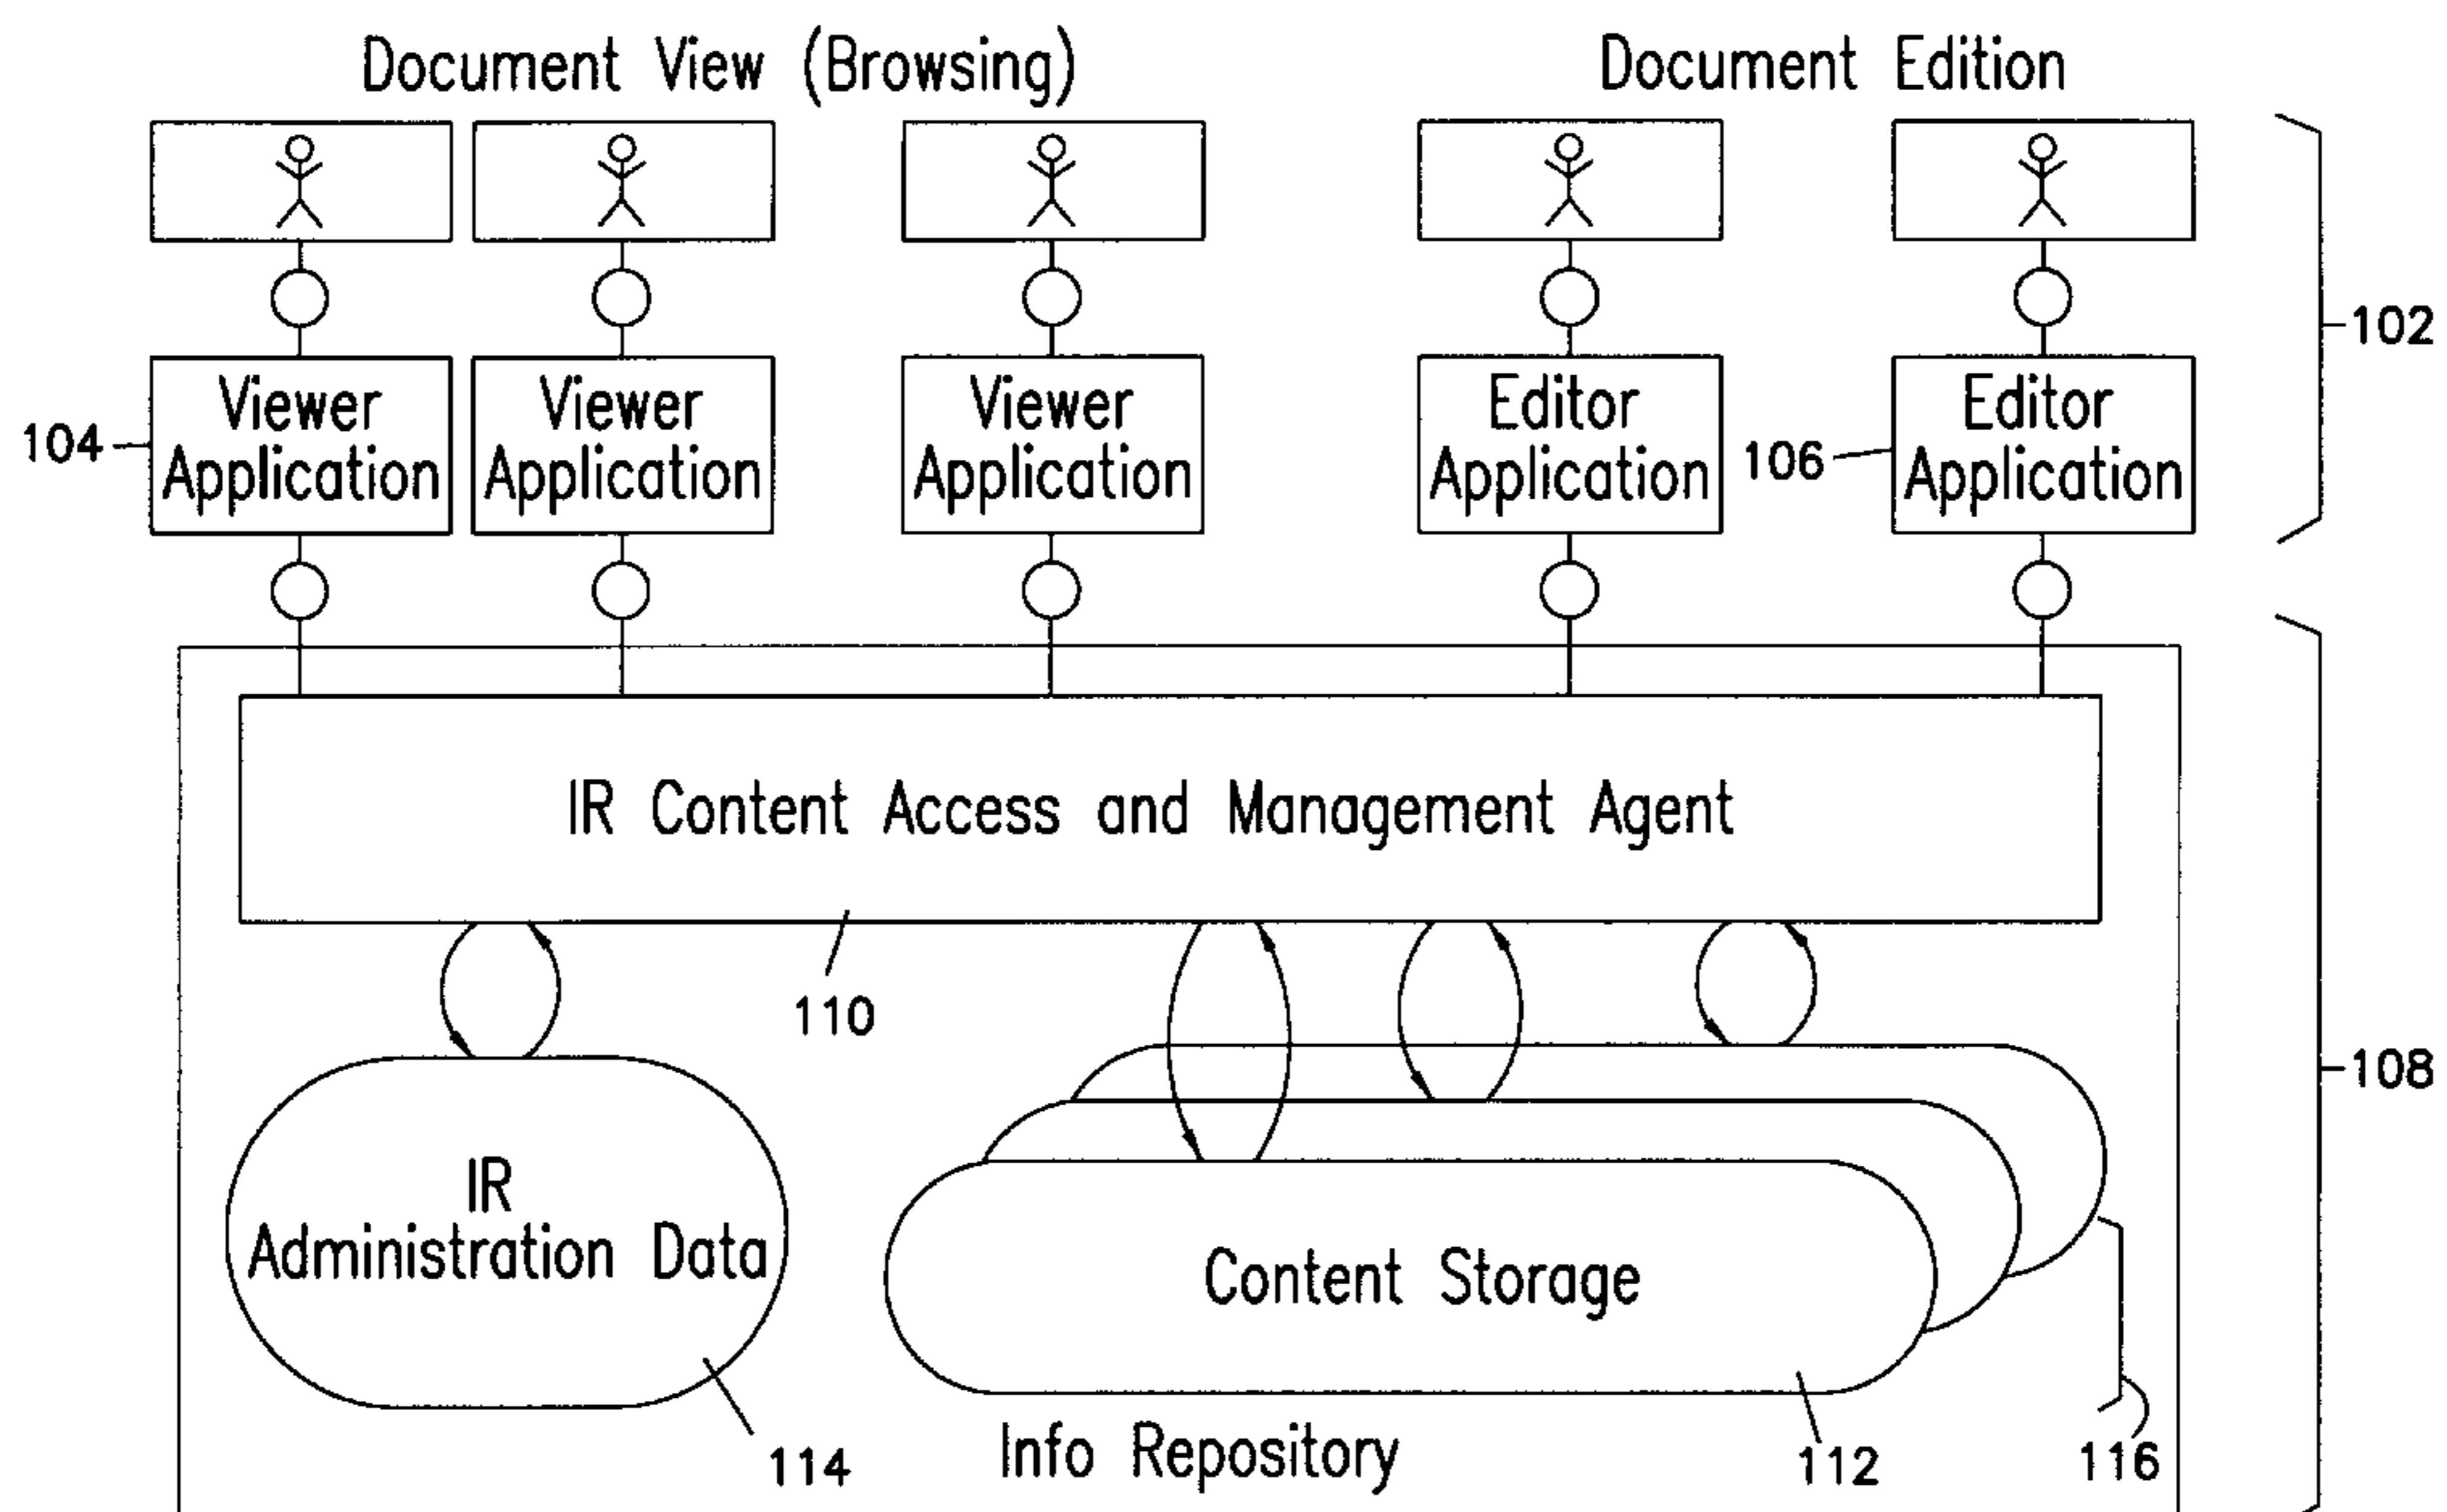 Document View (Browsing)
Document Edition
102
Viewer
Application
Viewer
Application
Viewer
Application
Editor
Application
Editor
Application
104
106
IR Content Access and Management Agent
110
108
IR
Administration Data
Content Storage
114
Info Repository
112
116